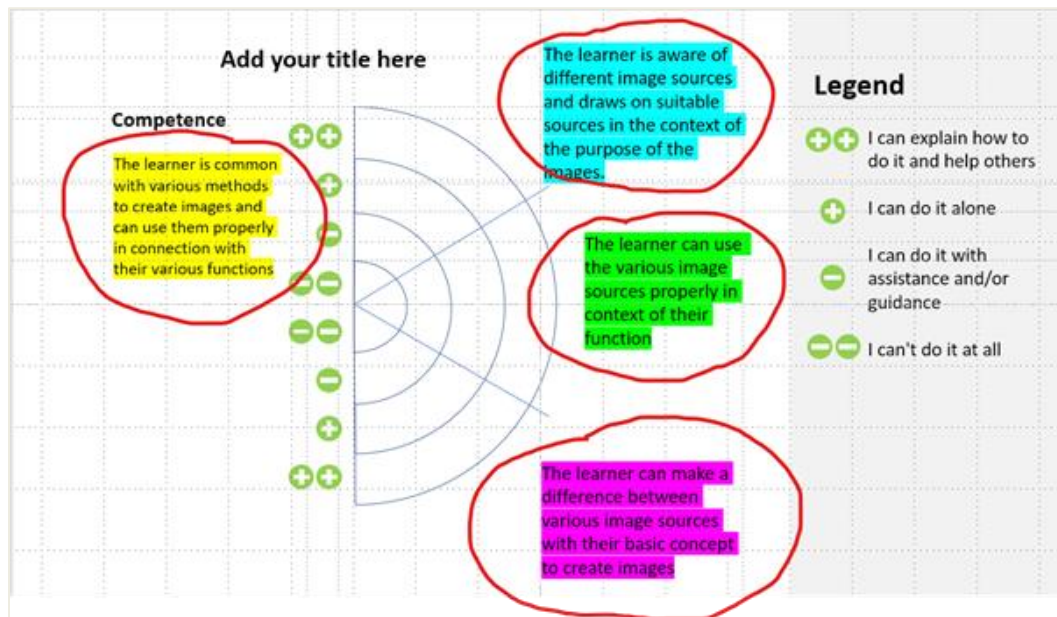 Add your title here
Competence
The learner is common
with various methods
to create images and
can use them properly
in connection with
their various functions
The learner is aware of
different image sources
and draws on suitable
sources in the context of
the purpose of the
images.
The learner can use
the various image
sources properly in
context of their
function
The learner can make a
difference between
various image sources
with their basic concept
to create images
Legend
I can explain how to
do it and help others
I can do it alone
I can do it with
assistance and/or
guidance
I can't do it at all